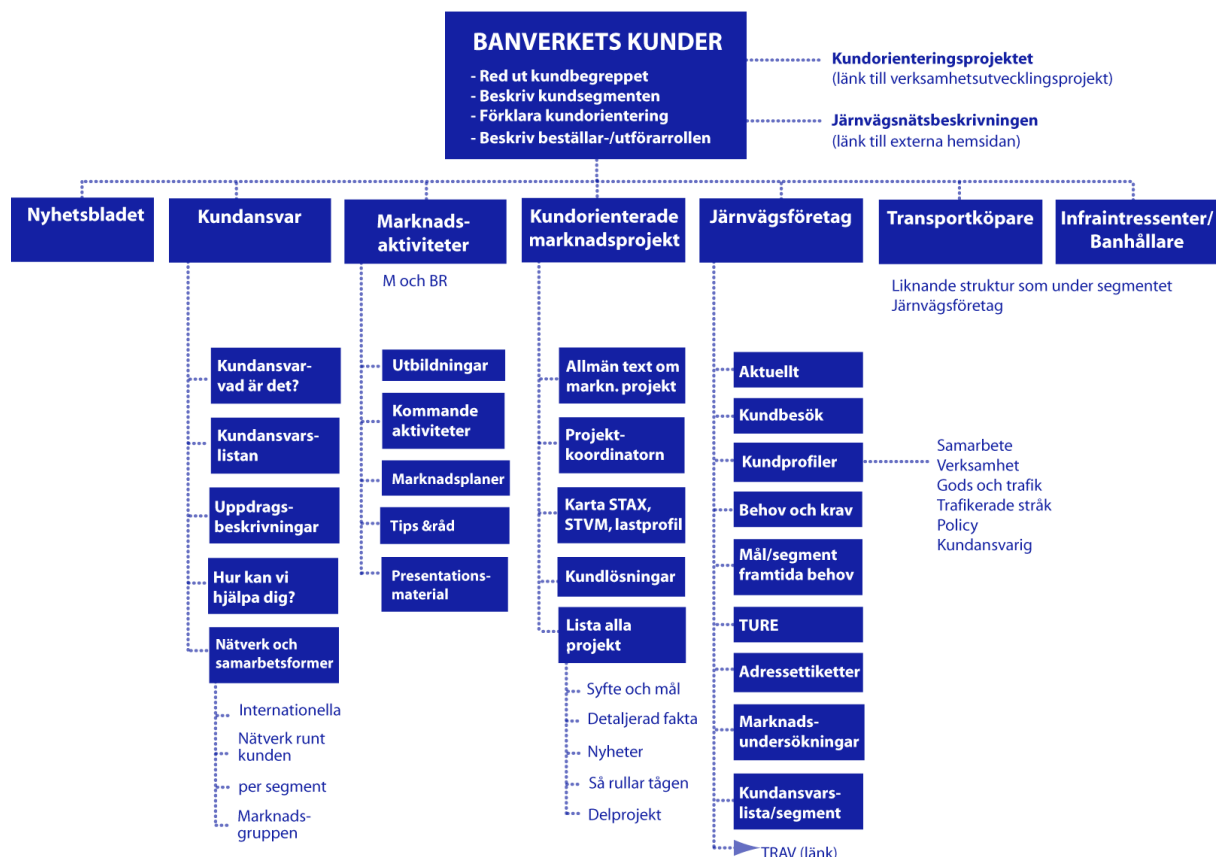 BANVERKETS KUNDER
- Red ut kundbegreppet
- Beskriv kundsegmenten
- Förklara kundorientering
- Beskriv beställar-/utförarrollen
Kundorienteringsprojektet
(länk till verksamhetsutvecklingsprojekt)
Järnvägsnätsbeskrivningen
(länk till externa hemsidan)
Nyhetsbladet
Kundansvar
Kundansvar-
vad är det?
Kundansvars-
listan
Uppdrags-
beskrivningar
Hur kan vi
hjälpa dig?
Nätverk och
samarbetsformer
Internationella
Nätverk runt
kunden
per segment
Marknads-
gruppen
Marknads-
aktiviteter
M och BR
Utbildningar
Kommande
aktiviteter
Marknadsplaner
Tips &råd
Presentations-
material
Kundorienterade
marknadsprojekt
Allmän text om
markn. projekt
Projekt-
koordinatorn
Karta STAX,
STVM, lastprofil
Kundlösningar
Lista alla
projekt
Syfte och mål
Detaljerad fakta
Nyheter
Så rullar tågen
Delprojekt
Järnvägsföretag
Aktuellt
Kundbesök
Kundprofiler
Samarbete
Verksamhet
Gods och trafik
Trafikerade stråk
Policy
Kundansvarig
Behov och krav
Mål/segment
framtida behov
TURE
Adressettiketter
Marknads-
undersökningar
Kundansvars-
lista/segment
TRAV (länk)
Transportköpare
Infraintressenter/
Banhållare
Liknande struktur som under segmentet
Järnvägsföretag